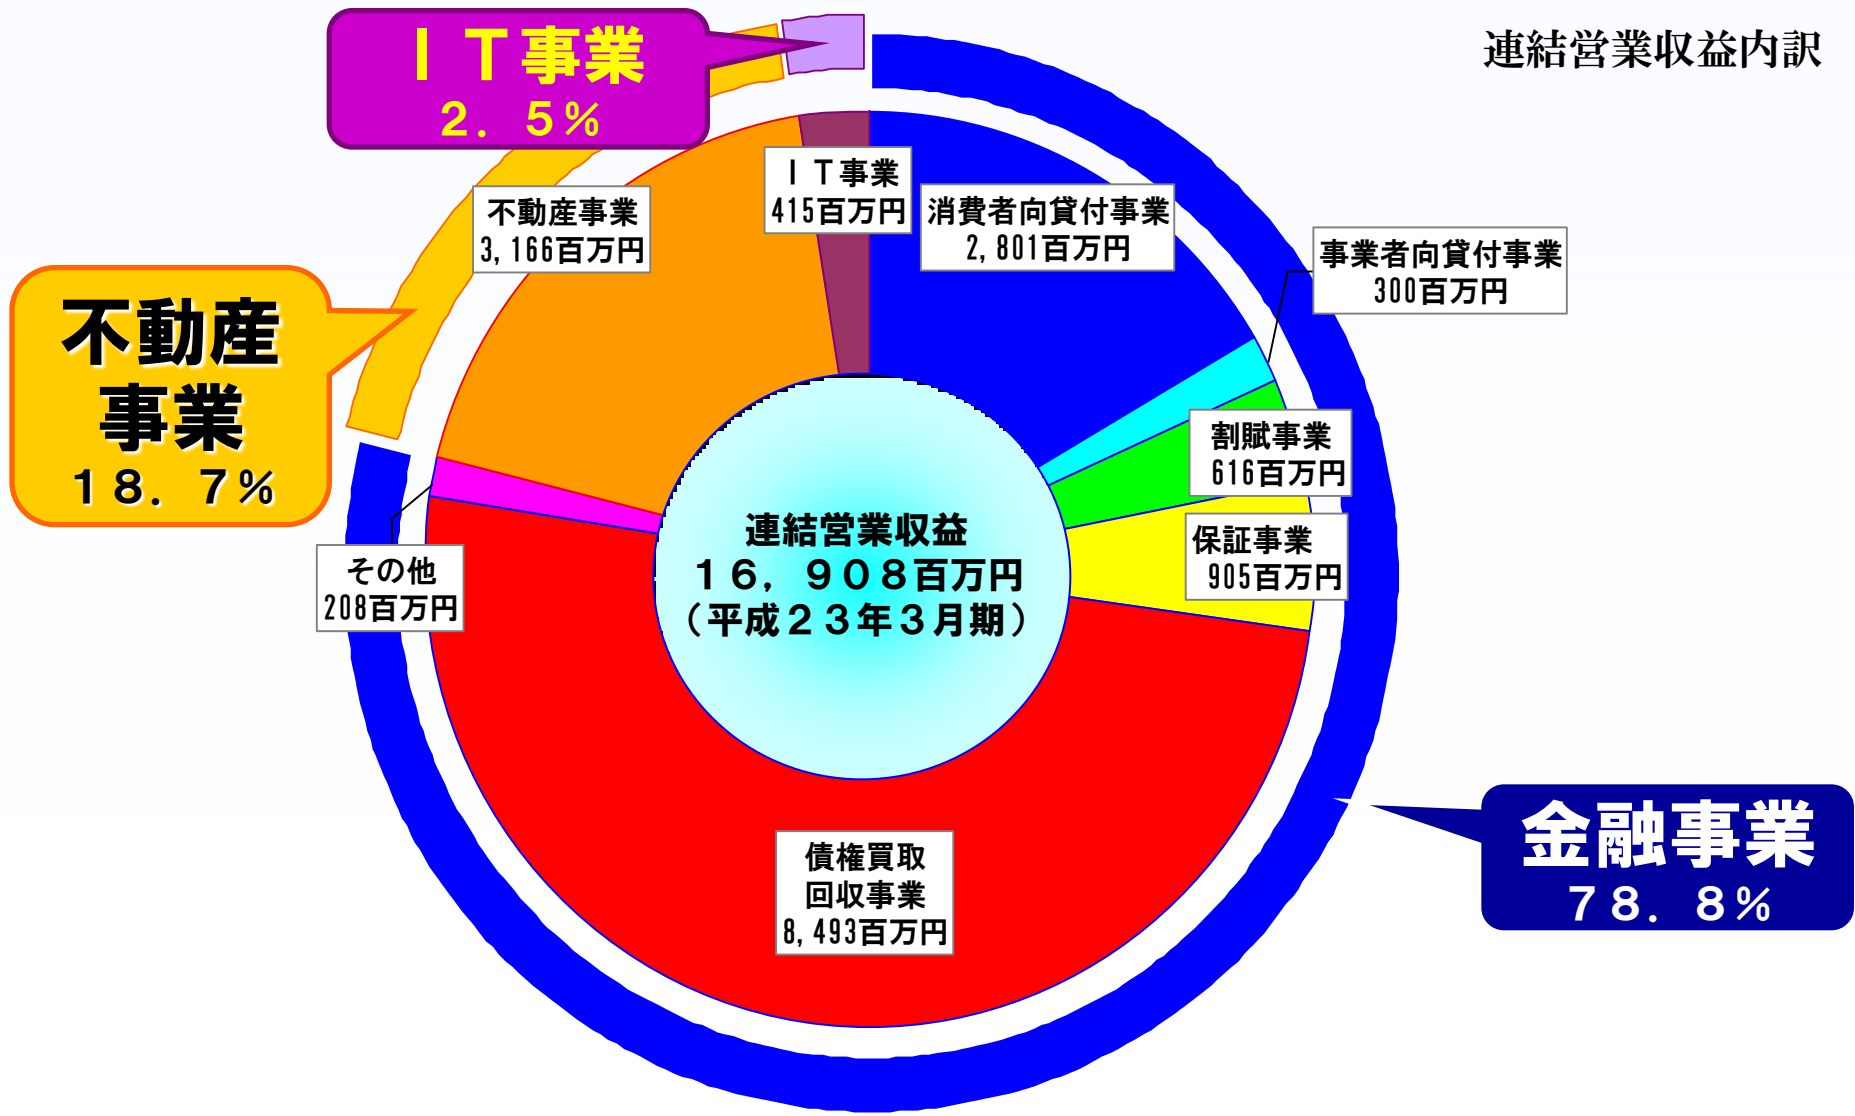 連結営業収益内訳
ＩＴ事業
２．５％
ＩＴ事業
415百万円
消費者向貸付事業
2,801百万円
不動産事業
3,166百万円
事業者向貸付事業
300百万円
不動産
事業
１８．７％
割賦事業
616百万円
連結営業収益
１６，９０８百万円
（平成２３年３月期）
保証事業
905百万円
その他
208百万円
債権買取
回収事業
8,493百万円
金融事業
７８．８％